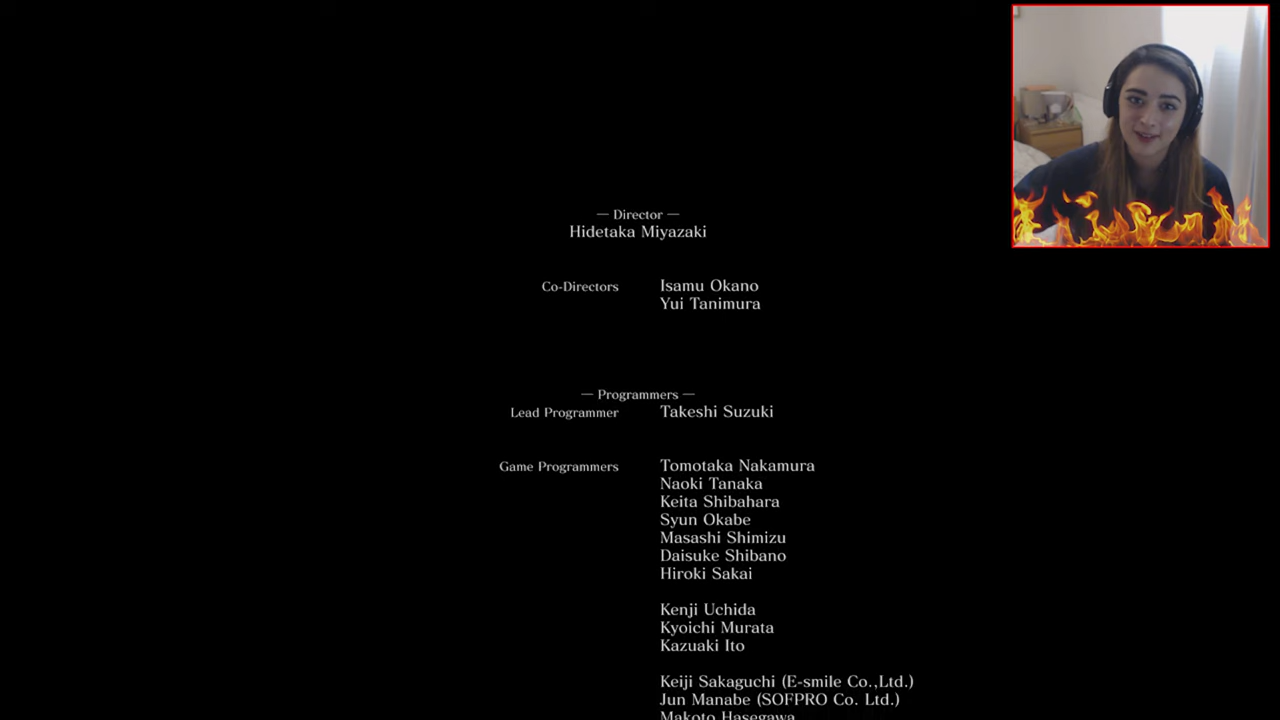 — Director —
Hidetaka Miyazaki
Co-Directors Isamu Okano
Yui Tanimura
— Programmers —
Lead Programmer Takeshi Suzuki
Game Programmers Tomotaka Nakamura
Naoki Tanaka
Keita Shibahara
Syun Okabe
Masashi Shimizu
Daisuke Shibano
Hiroki Sakai
Kenji Uchida
Kyoichi Murata
Kazuaki Ito
Keiji Sakaguchi (E-smile Co.,Ltd.)
Jun Manabe (SOFPRO Co. Ltd.)
Makoto Hasegawa